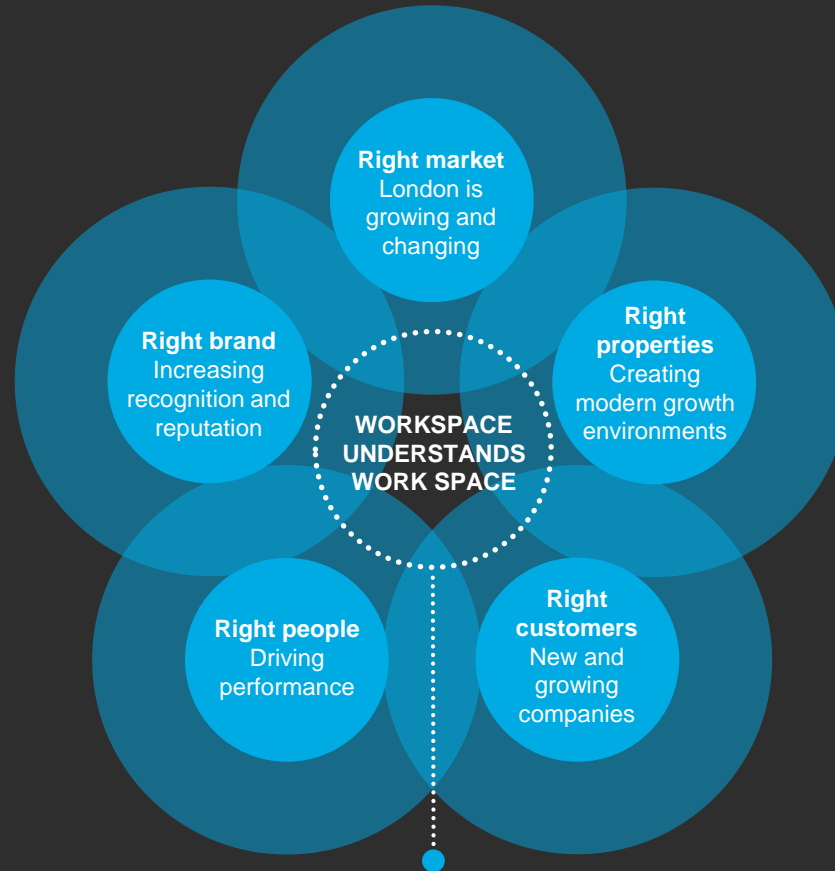 Right market
London is
growing and
changing
Right brand
Increasing
recognition and
reputation
Right
properties
Creating
modern growth
environments
WORKSPACE
UNDERSTANDS
WORK SPACE
Right people
Driving
performance
Right
customers
New and
growing
companies